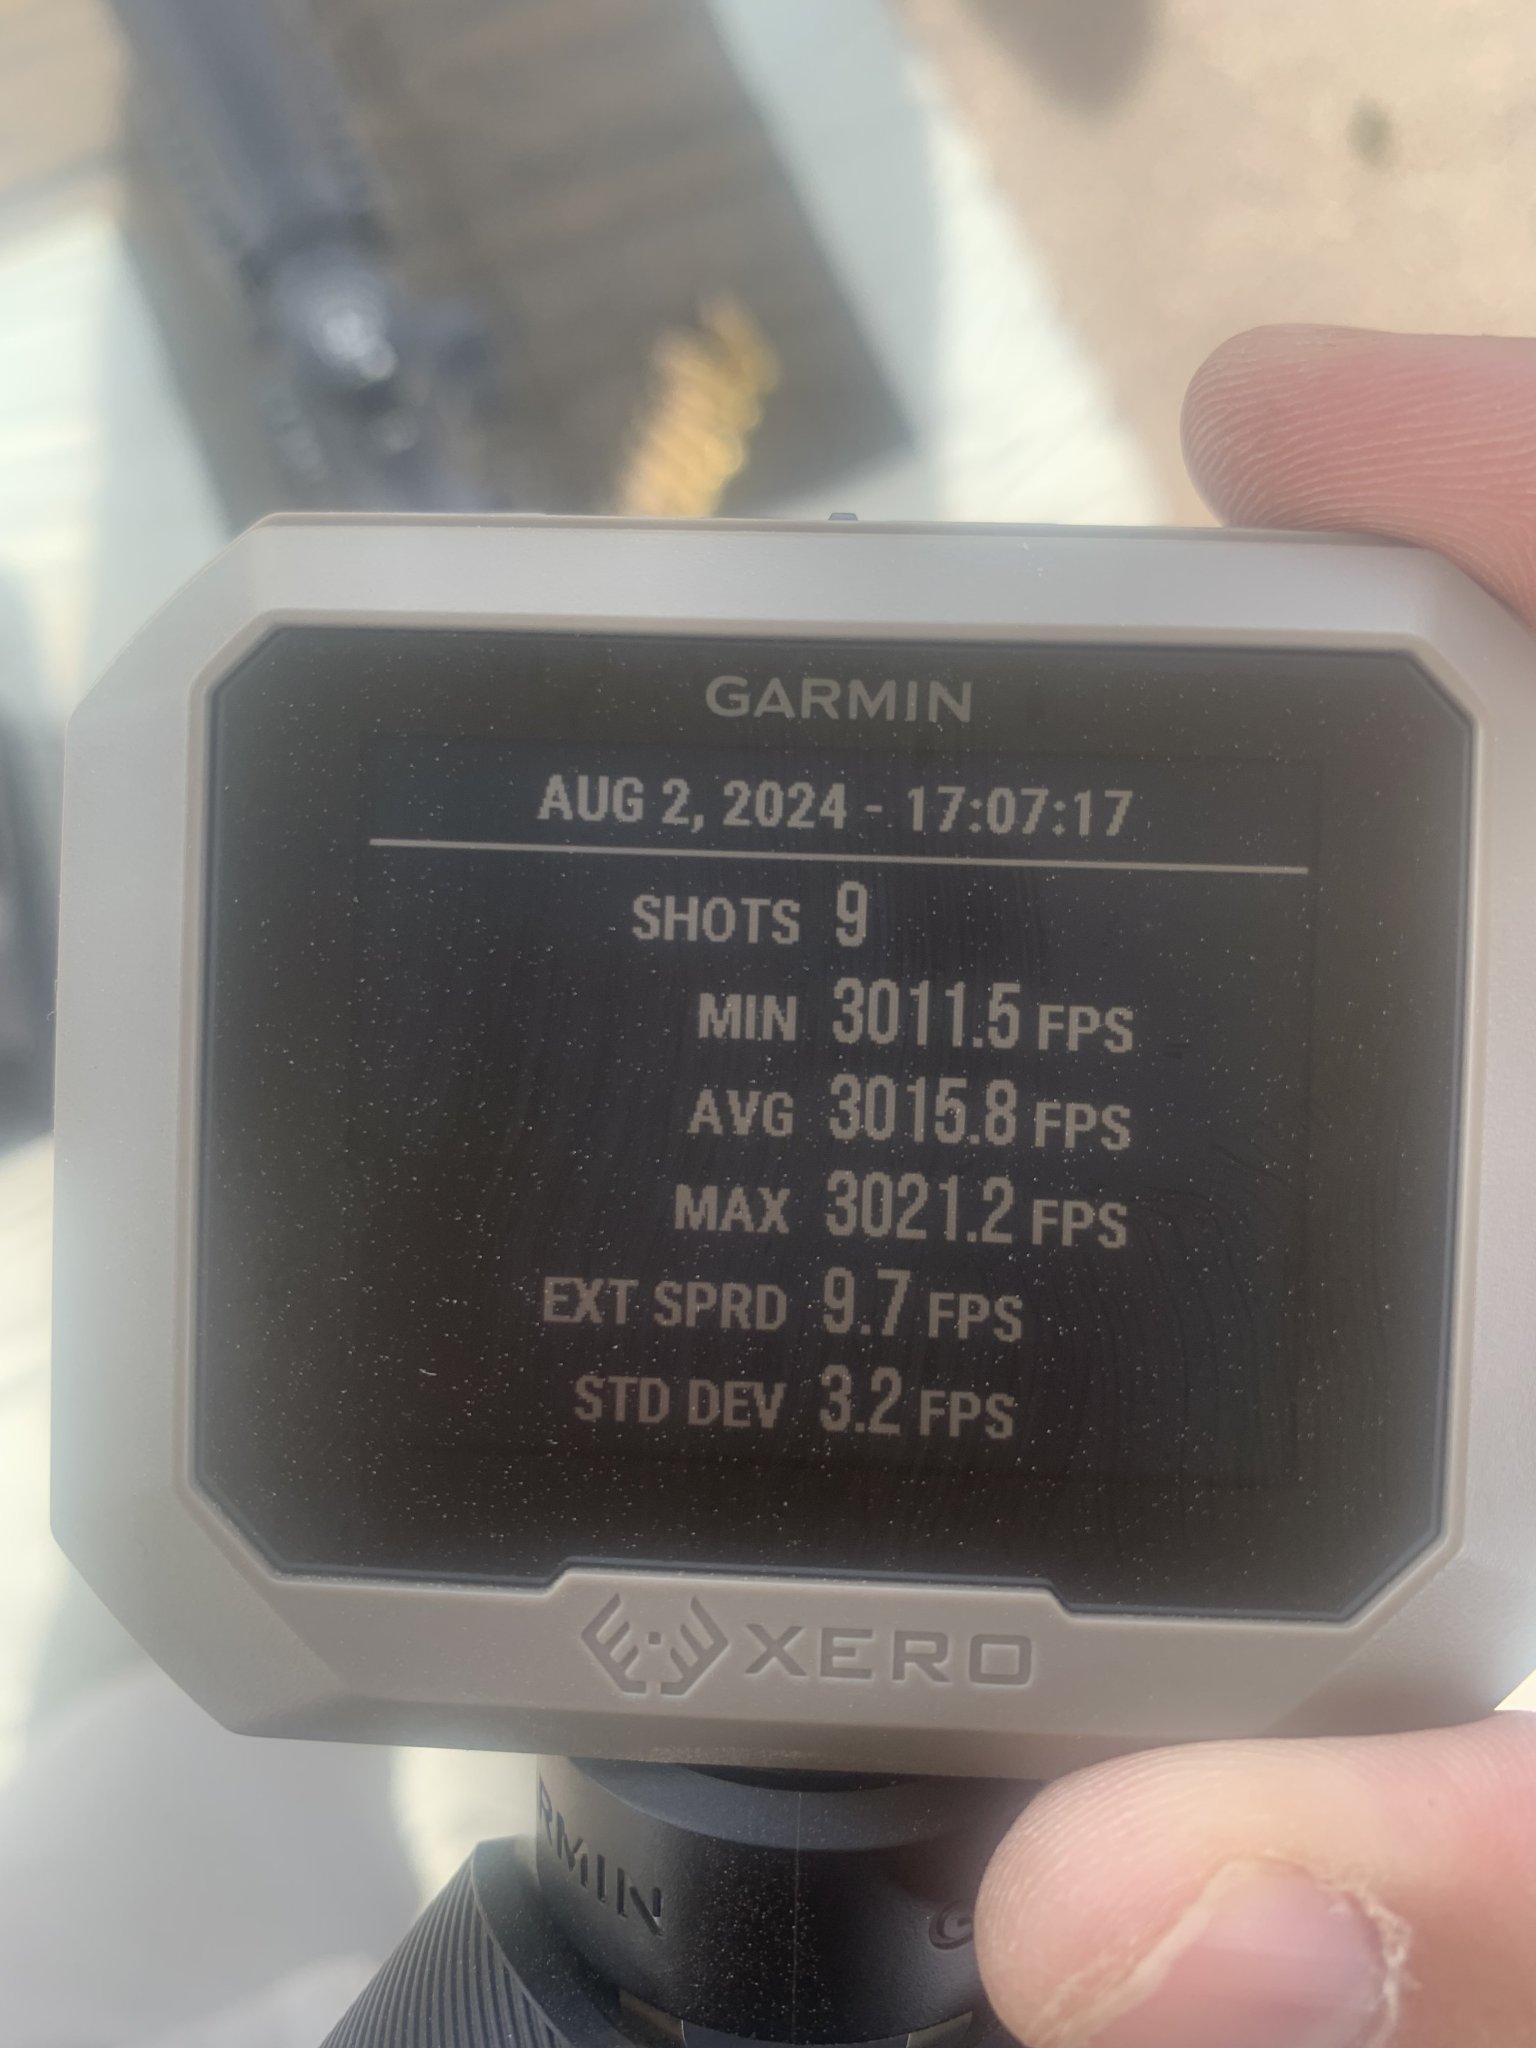 GARMIN
AUG 2, 2024 - 17:07:17
SHOTS 9
MIN 3011.5 FPS
AVG 3015.8 FPS
MAX 3021.2 FPS
EXT SPRD 9.7 FPS
STD DEV 3.2 FPS
XERO
RMIN G